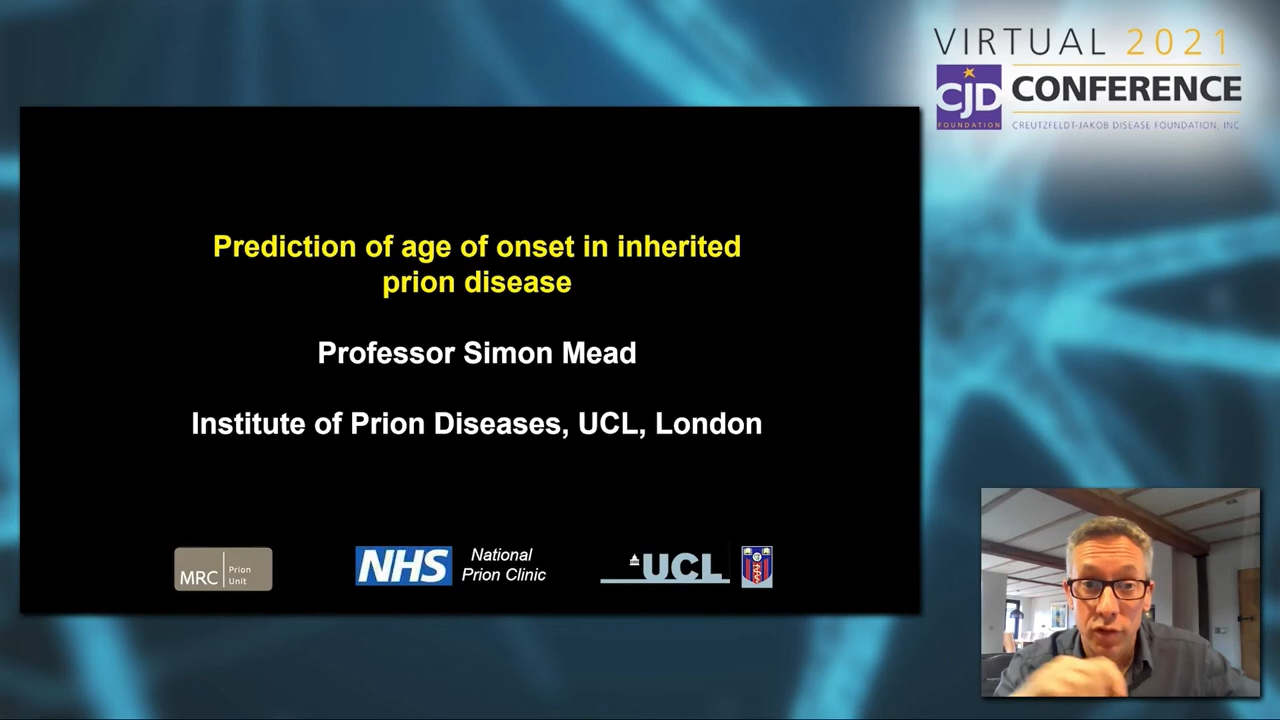 VIRTUAL 2021
CJD
FOUNDATION
CONFERENCE
CREUTZFELDT-JAKOB DISEASE FOUNDATION, INC.
Prediction of age of onset in inherited
prion disease
Professor Simon Mead
Institute of Prion Diseases, UCL, London
MRC
Prion
Unit
NHS
National
Prion Clinic
UCL